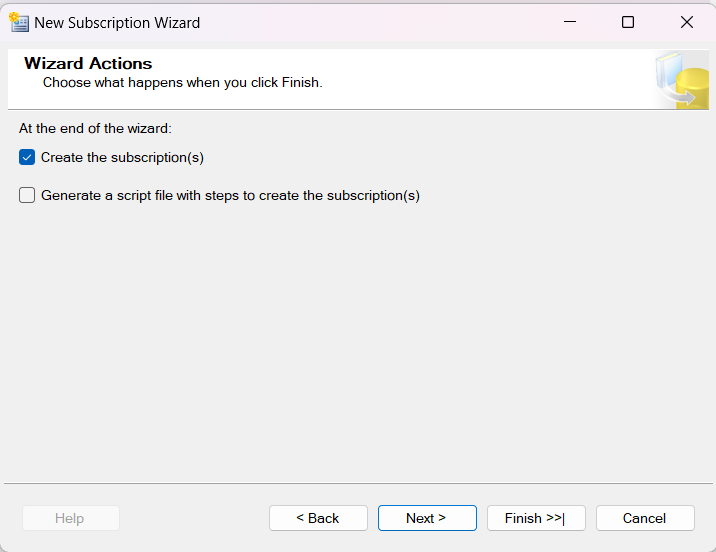 New Subscription Wizard
Wizard Actions
Choose what happens when you click Finish.
At the end of the wizard:
Create the subscription(s)
Generate a script file with steps to create the subscription(s)
Help
< Back
Next >
Finish >>|
Cancel